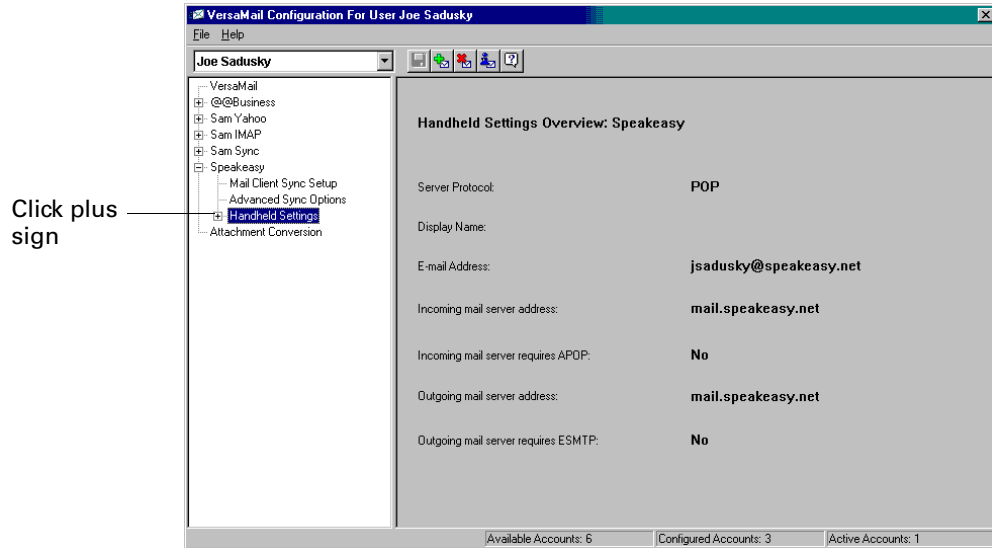 VersaMail Configuration For User Joe Sadusky
File Help
Joe Sadusky
VersaMail
@@Business
Sam Yahoo
Sam IMAP
Sam Sync
Speakeasy
Mail Client Sync Setup
Advanced Sync Options
Handheld Settings
Attachment Conversion
Click plus
sign
Handheld Settings Overview: Speakeasy
Server Protocol: POP
Display Name:
E-mail Address: jsadusky@speakeasy.net
Incoming mail server address: mail.speakeasy.net
Incoming mail server requires APOP: No
Outgoing mail server address: mail.speakeasy.net
Outgoing mail server requires ESMTP: No
Available Accounts: 6 Configured Accounts: 3 Active Accounts: 1